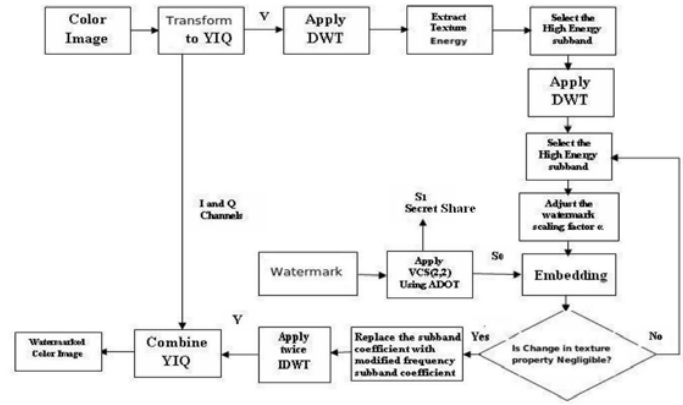 Color
Image
Transform
to YIQ
V
Apply
DWT
Extract
Texture
Energy
Select the
High Energy
subband
Apply
DWT
Select the
High Energy
subband
I and Q
Channels
S1
Secret Share
Adjust the
watermark
scaling factor α
Watermark
Apply
VCS(2,2)
Using ADOT
S0
Embedding
Y
Watermarked
Color Image
Combine
YIQ
Apply
twice
IDWT
Replace the subband
coefficient with
modified frequency
subband coefficient
Yes
Is Change in texture
property Negligible?
No